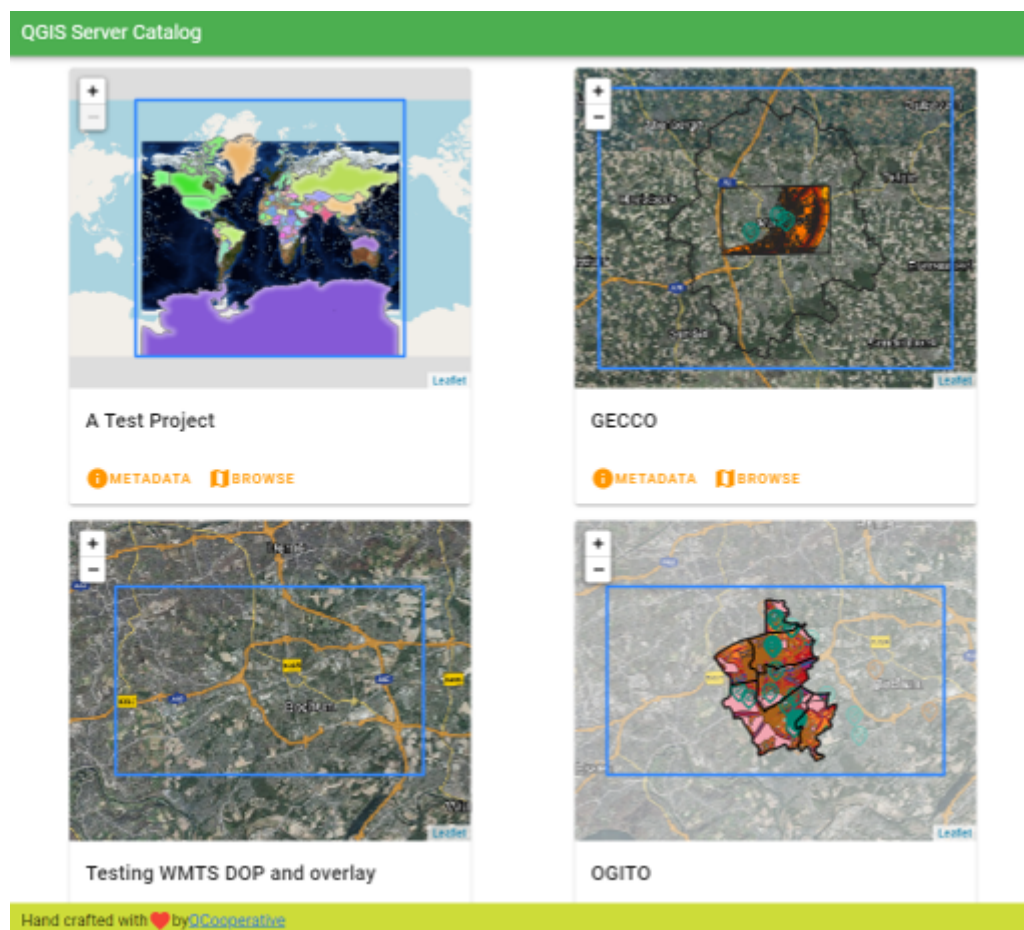 QGIS Server Catalog
+
−
Leaflet
+
−
Leaflet
A Test Project
GECCO
METADATA BROWSE
METADATA BROWSE
+
−
Leaflet
+
−
Leaflet
Testing WMTS DOP and overlay
OGITO
Hand crafted with by QCooperative